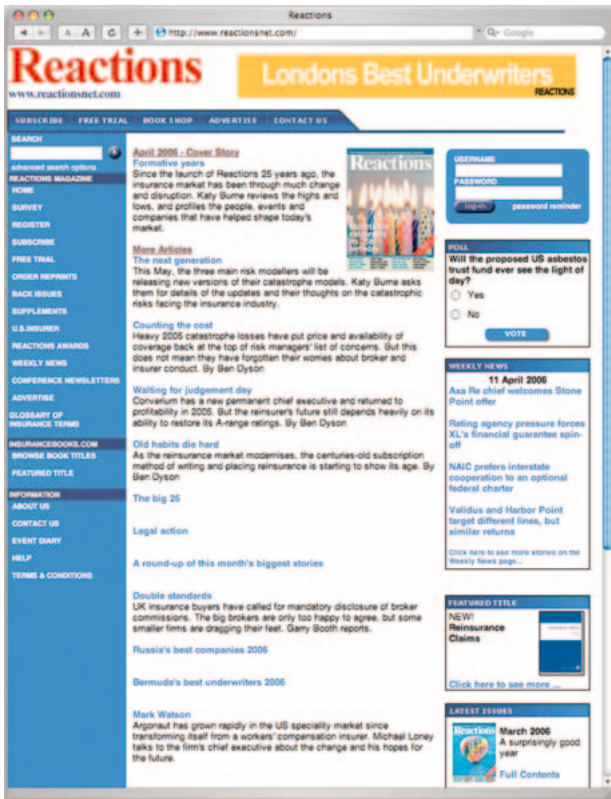 Reactions
http://www.reactionsnet.com/
Google
Reactions
www.reactionsnet.com
Londons Best Underwriters
REACTIONS
SUBSCRIBE FREE TRIAL BOOK SHOP ADVERTISE CONTACT US
SEARCH
advanced search options
REACTIONS MAGAZINE
HOME
SURVEY
REGISTER
SUBSCRIBE
FREE TRIAL
ORDER REPRINTS
BACK ISSUES
SUPPLEMENTS
U.S.INSURER
REACTIONS AWARDS
WEEKLY NEWS
CONFERENCE NEWSLETTERS
ADVERTISE
GLOSSARY OF
INSURANCE TERMS
INSURANCEBOOKS.COM
BROWSE BOOK TITLES
FEATURED TITLE
INFORMATION
ABOUT US
CONTACT US
EVENT DIARY
HELP
TERMS & CONDITIONS
April 2006 - Cover Story
Formative years
Since the launch of Reactions 25 years ago, the
insurance market has been through much change
and disruption. Katy Burne reviews the highs and
lows, and profiles the people, events and
companies that have helped shape today's
market.
Reactions
More Articles
The next generation
This May, the three main risk modellers will be
releasing new versions of their catastrophe models. Katy Burne asks
them for details of the updates and their thoughts on the catastrophic
risks facing the insurance industry.
Counting the cost
Heavy 2005 catastrophe losses have put price and availability of
coverage back at the top of risk managers' list of concerns. But this
does not mean they have forgotten their worries about broker and
insurer conduct. By Ben Dyson
Waiting for judgement day
Converium has a new permanent chief executive and returned to
profitability in 2005. But the reinsurer's future still depends heavily on its
ability to restore its A-range ratings. By Ben Dyson
Old habits die hard
As the reinsurance market modernises, the centuries-old subscription
method of writing and placing reinsurance is starting to show its age. By
Ben Dyson
The big 25
Legal action
A round-up of this month's biggest stories
Double standards
UK insurance buyers have called for mandatory disclosure of broker
commissions. The big brokers are only too happy to agree, but some
smaller firms are dragging their feet. Garry Booth reports.
Russia's best companies 2006
Bermuda's best underwriters 2006
Mark Watson
Argonaut has grown rapidly in the US speciality market since
transforming itself from a workers' compensation insurer. Michael Loney
talks to the firm's chief executive about the change and his hopes for
the future.
USERNAME
PASSWORD
log-in password reminder
POLL
Will the proposed US asbestos
trust fund ever see the light of
day?
Yes
No
VOTE
WEEKLY NEWS
11 April 2006
Axa Re chief welcomes Stone
Point offer
Rating agency pressure forces
XL's financial guarantee spin-
off
NAIC prefers interstate
cooperation to an optional
federal charter
Validus and Harbor Point
target different lines, but
similar returns
Click here to see more stories on the
Weekly News page...
FEATURED TITLE
NEW!
Reinsurance
Claims
Click here to see more ...
LATEST ISSUES
Reactions
March 2006
A surprisingly good
year
Full Contents